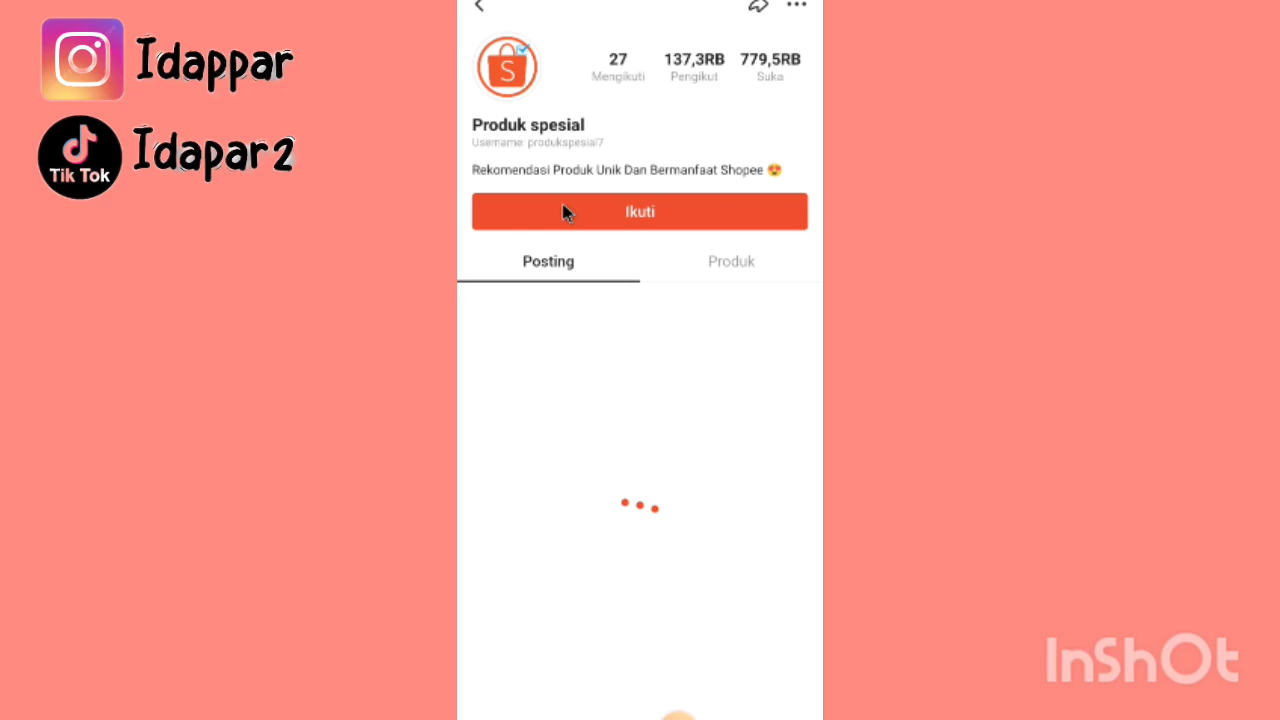 Idappar
Tik Tok
Idapar2
S
27
Mengikuti
137,3RB
Pengikut
779,5RB
Suka
Produk spesial
Username: produkspesial7
Rekomendasi Produk Unik Dan Bermanfaat Shopee 😍
Ikuti
Posting
Produk
InShOt